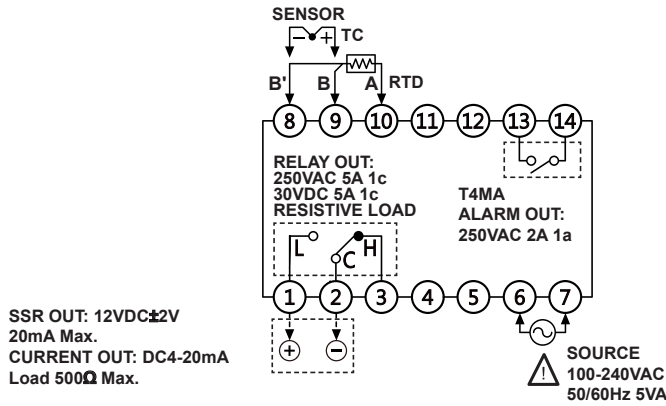 SENSOR
− + TC
B' B A RTD
8 9 10 11 12 13 14
RELAY OUT:
250VAC 5A 1c
30VDC 5A 1c
RESISTIVE LOAD
T4MA
ALARM OUT:
250VAC 2A 1a
L C H
1 2 3 4 5 6 7
+ −
SSR OUT: 12VDC±2V
20mA Max.
CURRENT OUT: DC4-20mA
Load 500Ω Max.
! SOURCE
100-240VAC
50/60Hz 5VA